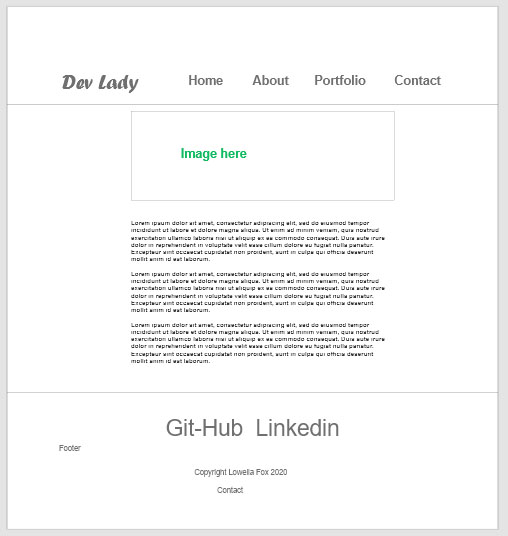 Dev Lady
Home About Portfolio Contact
Image here
Lorem ipsum dolor sit amet, consectetur adipiscing elit, sed do eiusmod tempor
incididunt ut labore et dolore magna aliqua. Ut enim ad minim veniam, quis nostrud
exercitation ullamco laboris nisi ut aliquip ex ea commodo consequat. Duis aute irure
dolor in reprehenderit in voluptate velit esse cillum dolore eu fugiat nulla pariatur.
Excepteur sint occaecat cupidatat non proident, sunt in culpa qui officia deserunt
mollit anim id est laborum.
Lorem ipsum dolor sit amet, consectetur adipiscing elit, sed do eiusmod tempor
incididunt ut labore et dolore magna aliqua. Ut enim ad minim veniam, quis nostrud
exercitation ullamco laboris nisi ut aliquip ex ea commodo consequat. Duis aute irure
dolor in reprehenderit in voluptate velit esse cillum dolore eu fugiat nulla pariatur.
Excepteur sint occaecat cupidatat non proident, sunt in culpa qui officia deserunt
mollit anim id est laborum.
Lorem ipsum dolor sit amet, consectetur adipiscing elit, sed do eiusmod tempor
incididunt ut labore et dolore magna aliqua. Ut enim ad minim veniam, quis nostrud
exercitation ullamco laboris nisi ut aliquip ex ea commodo consequat. Duis aute irure
dolor in reprehenderit in voluptate velit esse cillum dolore eu fugiat nulla pariatur.
Excepteur sint occaecat cupidatat non proident, sunt in culpa qui officia deserunt
mollit anim id est laborum.
Git-Hub Linkedin
Footer
Copyright Lowella Fox 2020
Contact